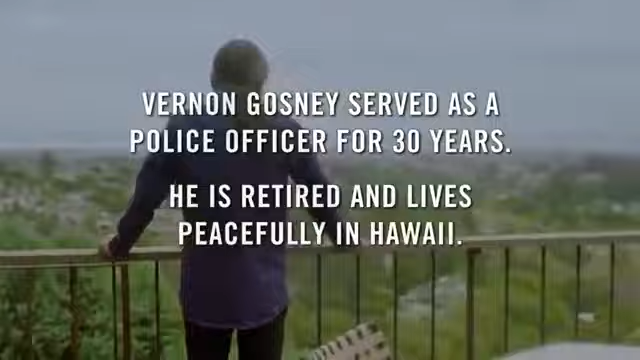 VERNON GOSNEY SERVED AS A
POLICE OFFICER FOR 30 YEARS.
HE IS RETIRED AND LIVES
PEACEFULLY IN HAWAII.